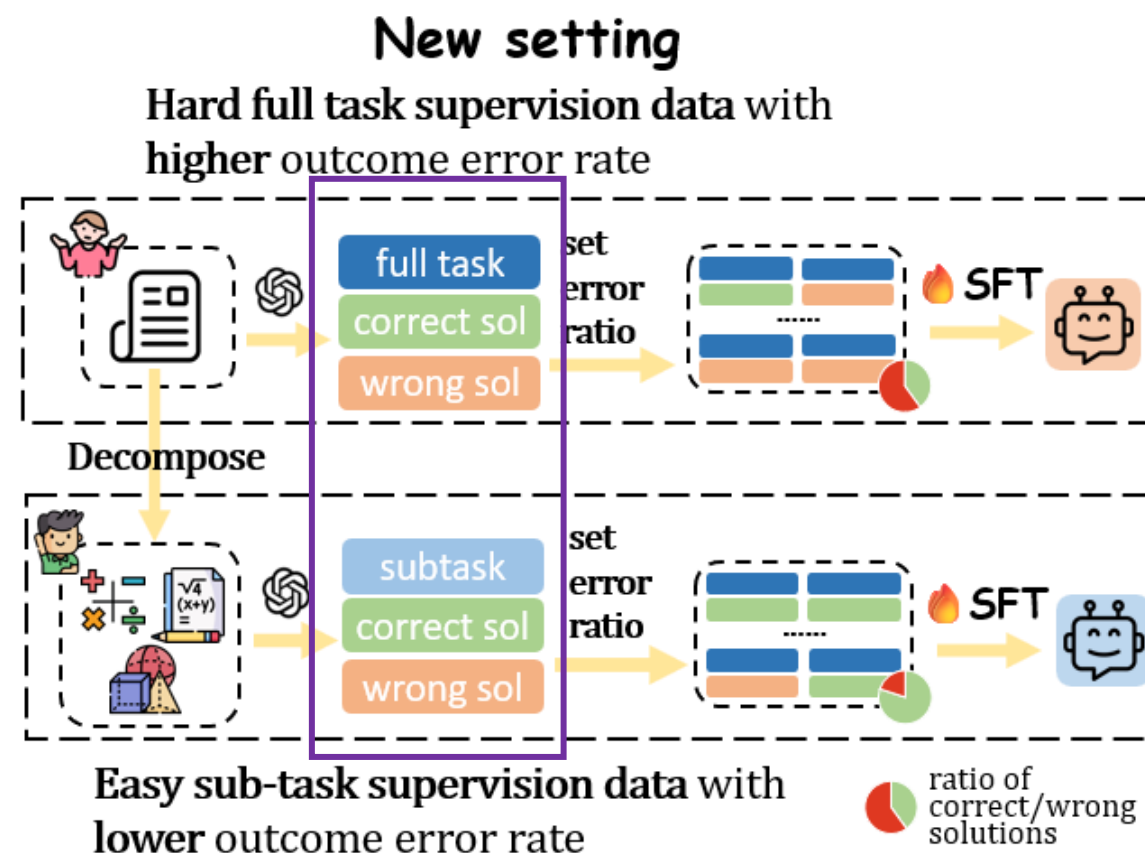 New setting
Hard full task supervision data with
higher outcome error rate
full task
correct sol
wrong sol
set
error
ratio
SFT
Decompose
√4
(x+y)
=
subtask
correct sol
wrong sol
set
error
ratio
SFT
Easy sub-task supervision data with
lower outcome error rate
ratio of
correct/wrong
solutions